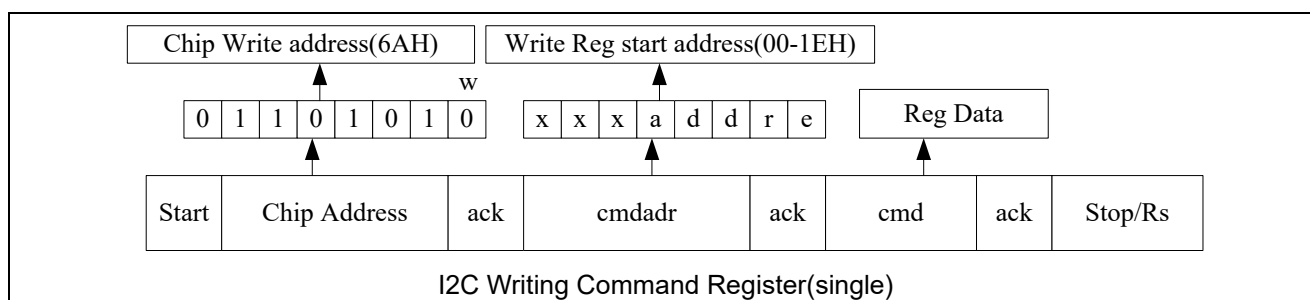 Chip Write address(6AH) Write Reg start address(00-1EH)
w
0 1 1 0 1 0 1 0 x x x a d d r e Reg Data
Start Chip Address ack cmdadr ack cmd ack Stop/Rs
I2C Writing Command Register(single)